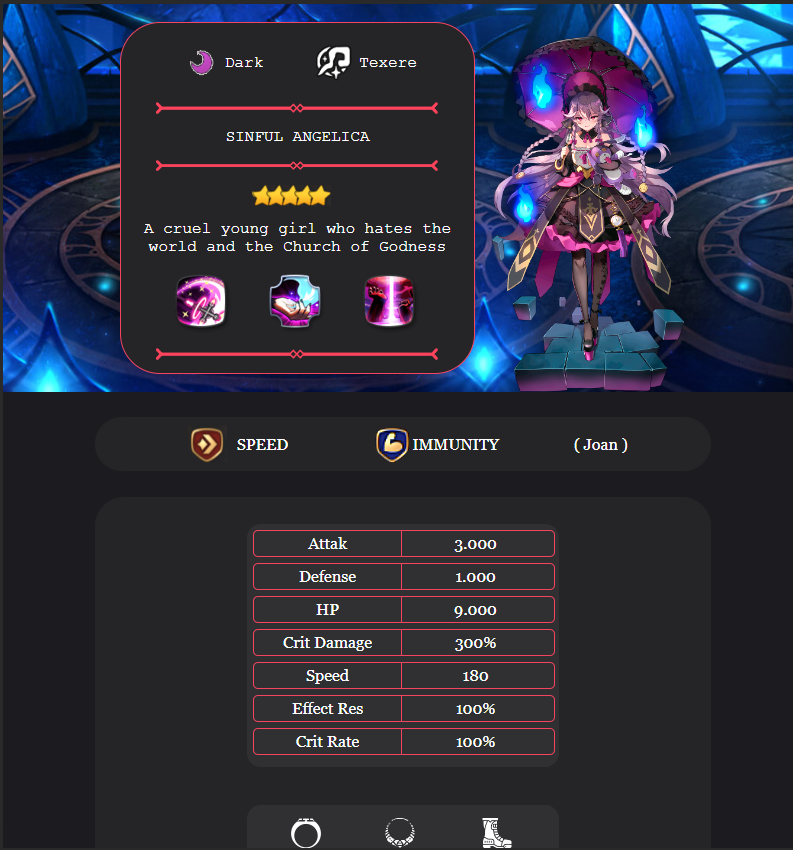 Dark Texere
SINFUL ANGELICA
A cruel young girl who hates the
world and the Church of Godness
SPEED IMMUNITY ( Joan )
Attak 3.000
Defense 1.000
HP 9.000
Crit Damage 300%
Speed 180
Effect Res 100%
Crit Rate 100%